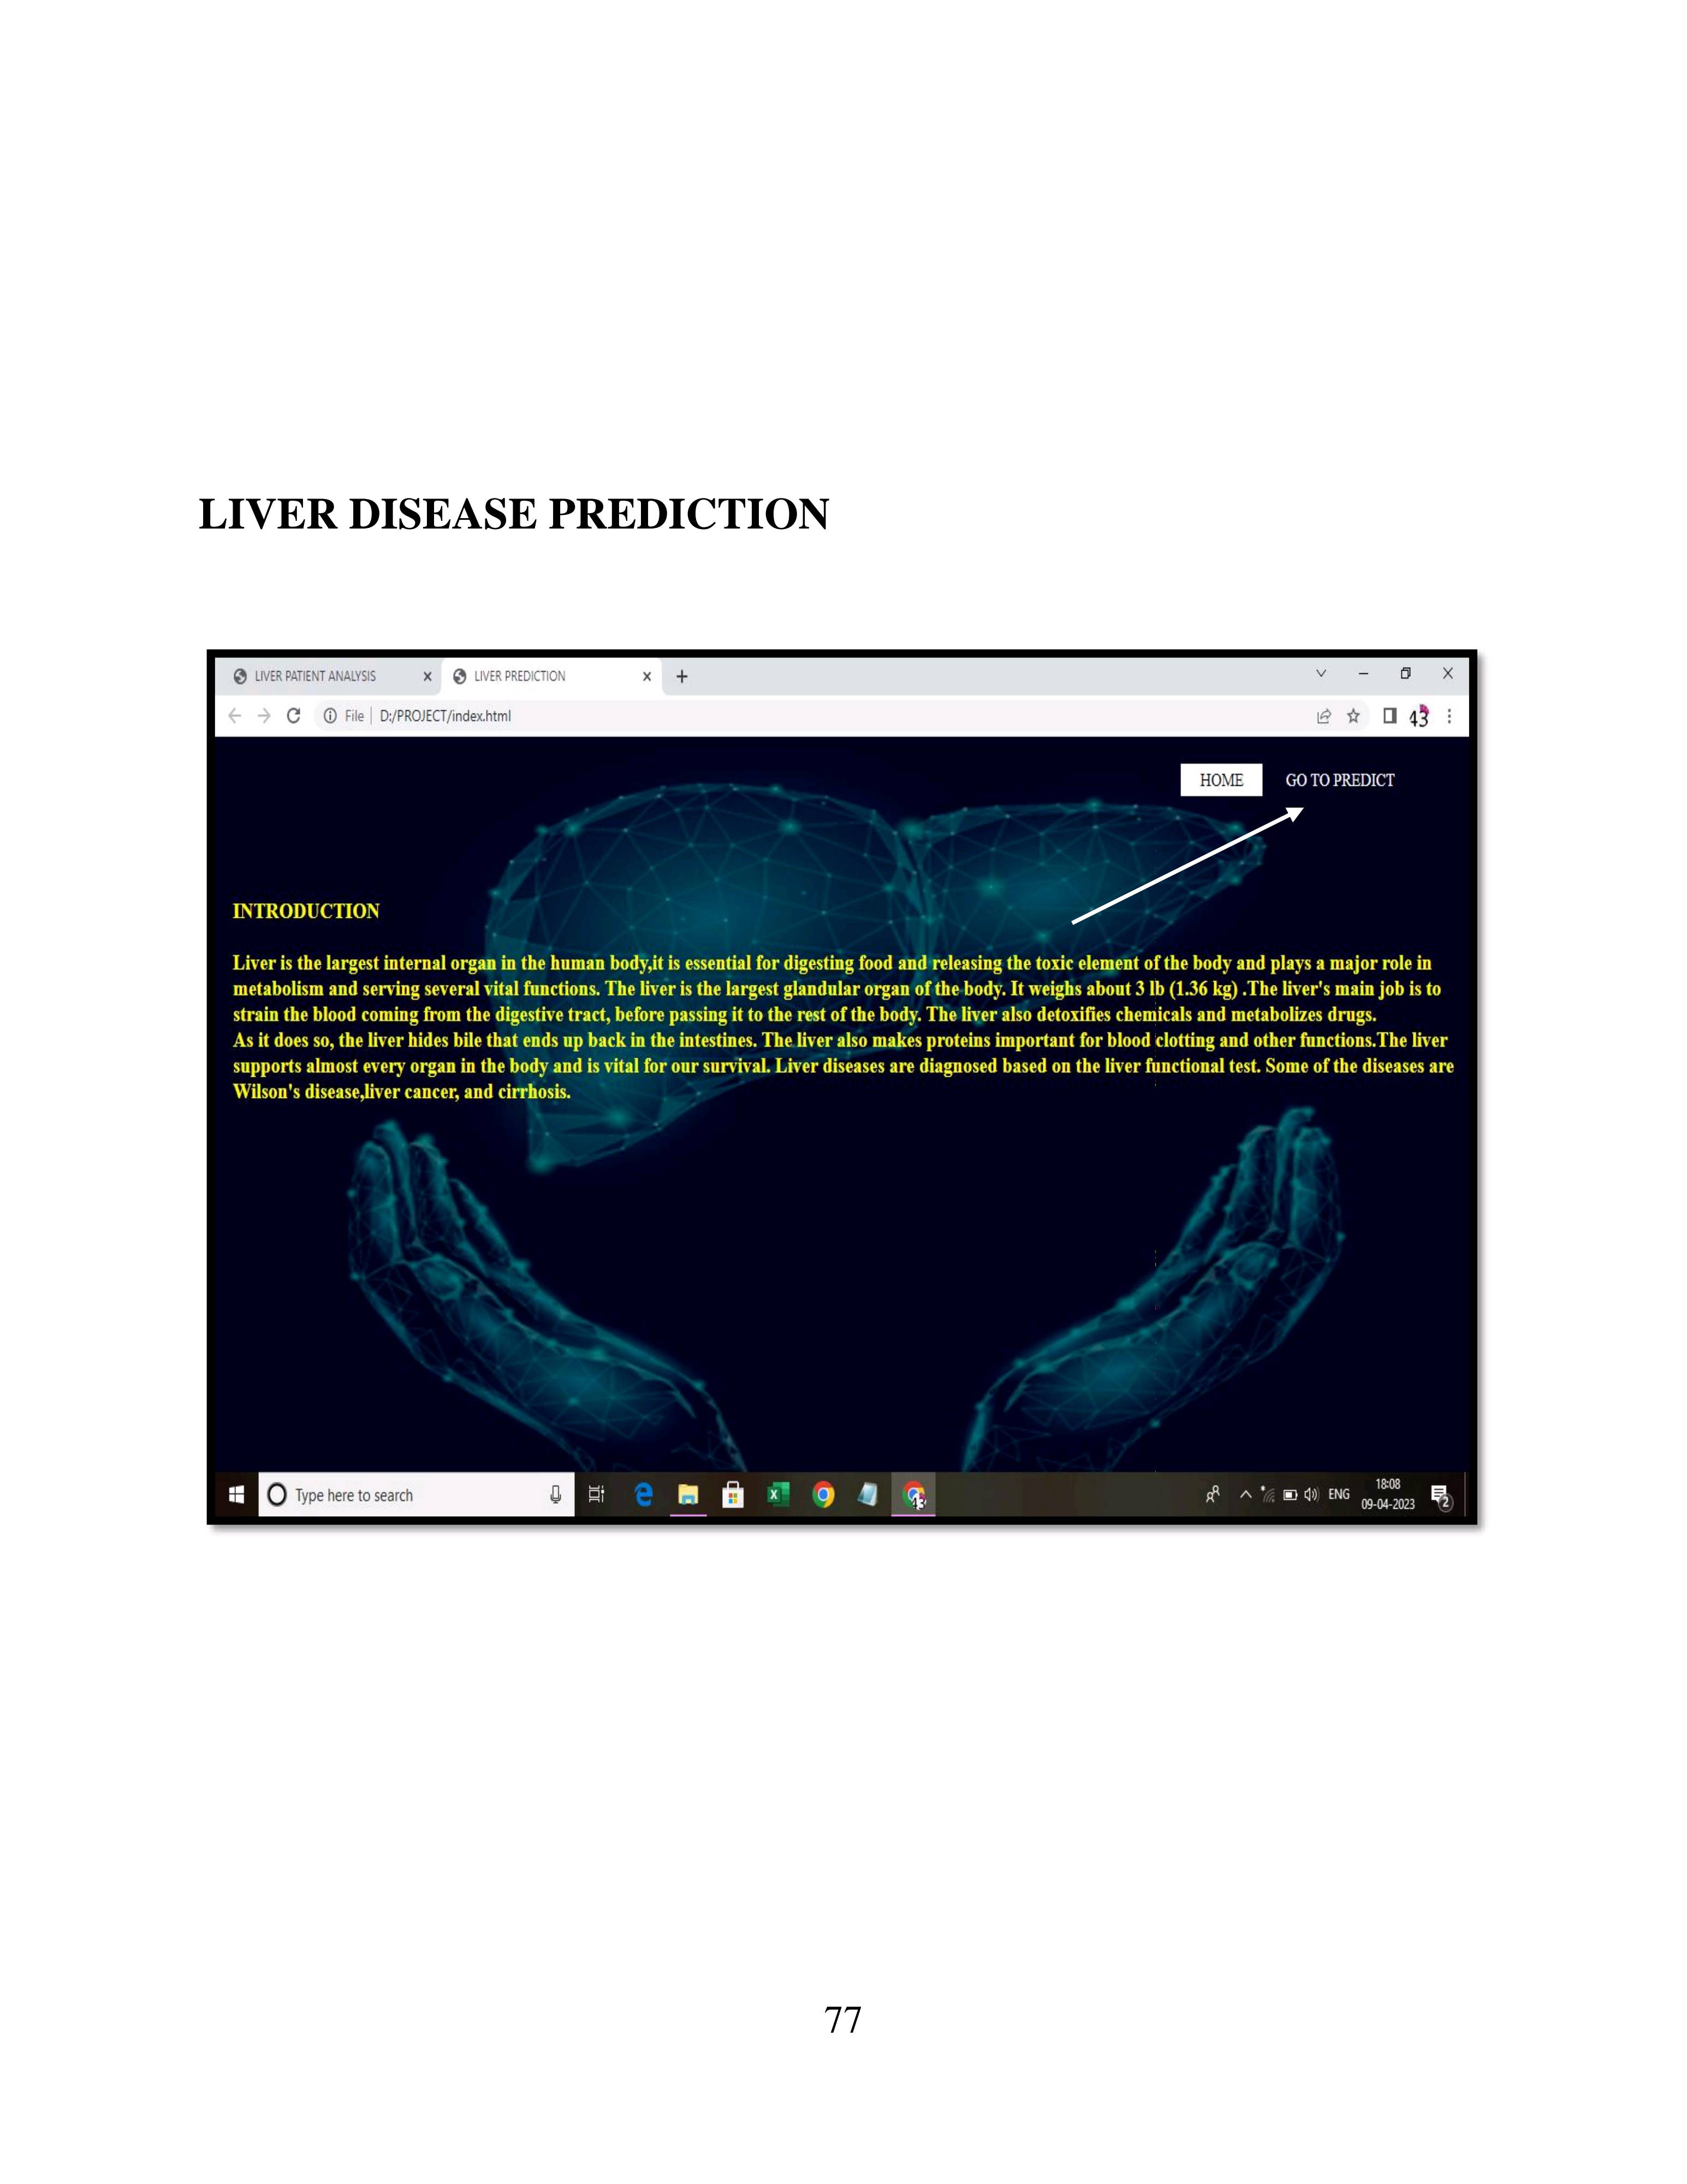 LIVER DISEASE PREDICTION
LIVER PATIENT ANALYSIS
LIVER PREDICTION
File
D:/PROJECT/index.html
43
HOME
GO TO PREDICT
INTRODUCTION
Liver is the largest internal organ in the human body,it is essential for digesting food and releasing the toxic element of the body and plays a major role in
metabolism and serving several vital functions. The liver is the largest glandular organ of the body. It weighs about 3 lb (1.36 kg) .The liver's main job is to
strain the blood coming from the digestive tract, before passing it to the rest of the body. The liver also detoxifies chemicals and metabolizes drugs.
As it does so, the liver hides bile that ends up back in the intestines. The liver also makes proteins important for blood clotting and other functions.The liver
supports almost every organ in the body and is vital for our survival. Liver diseases are diagnosed based on the liver functional test. Some of the diseases are
Wilson's disease,liver cancer, and cirrhosis.
Type here to search
ENG
18:08
09-04-2023
2
77